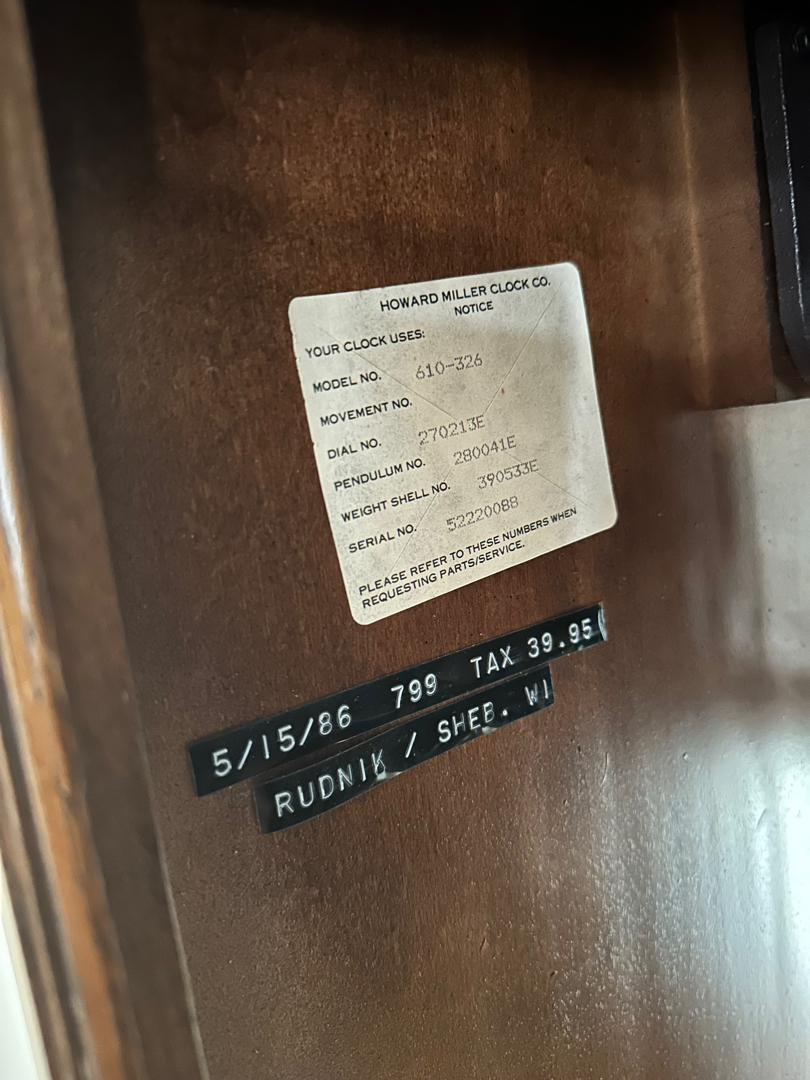 HOWARD MILLER CLOCK CO.
NOTICE
YOUR CLOCK USES:
MODEL NO. 610-326
MOVEMENT NO.
DIAL NO. 270213E
PENDULUM NO. 280041E
WEIGHT SHELL NO. 390533E
SERIAL NO. 52220088
PLEASE REFER TO THESE NUMBERS WHEN
REQUESTING PARTS/SERVICE.
5/15/86 799 TAX 39.95
RUDNIK / SHEB. WI